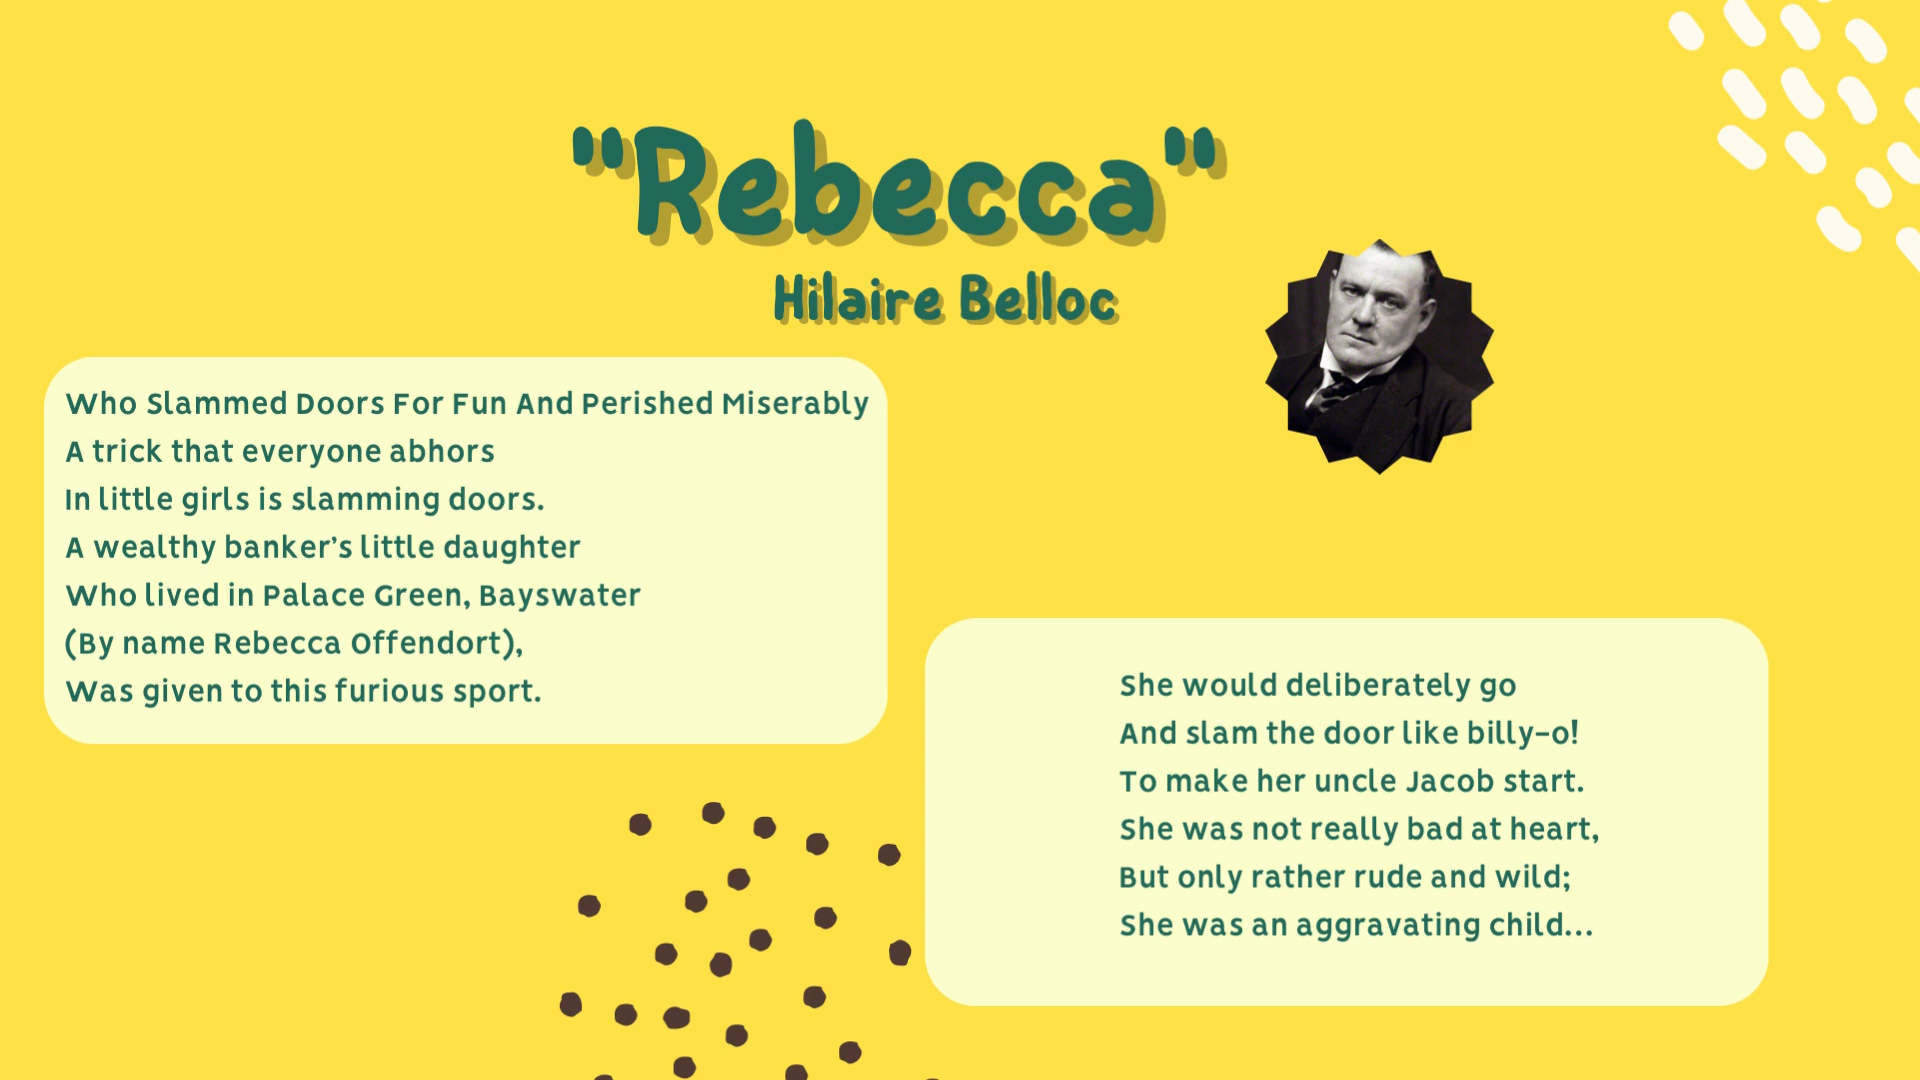 "Rebecca"
Hilaire Belloc
Who Slammed Doors For Fun And Perished Miserably
A trick that everyone abhors
In little girls is slamming doors.
A wealthy banker’s little daughter
Who lived in Palace Green, Bayswater
(By name Rebecca Offendort),
Was given to this furious sport.
She would deliberately go
And slam the door like billy-o!
To make her uncle Jacob start.
She was not really bad at heart,
But only rather rude and wild;
She was an aggravating child...